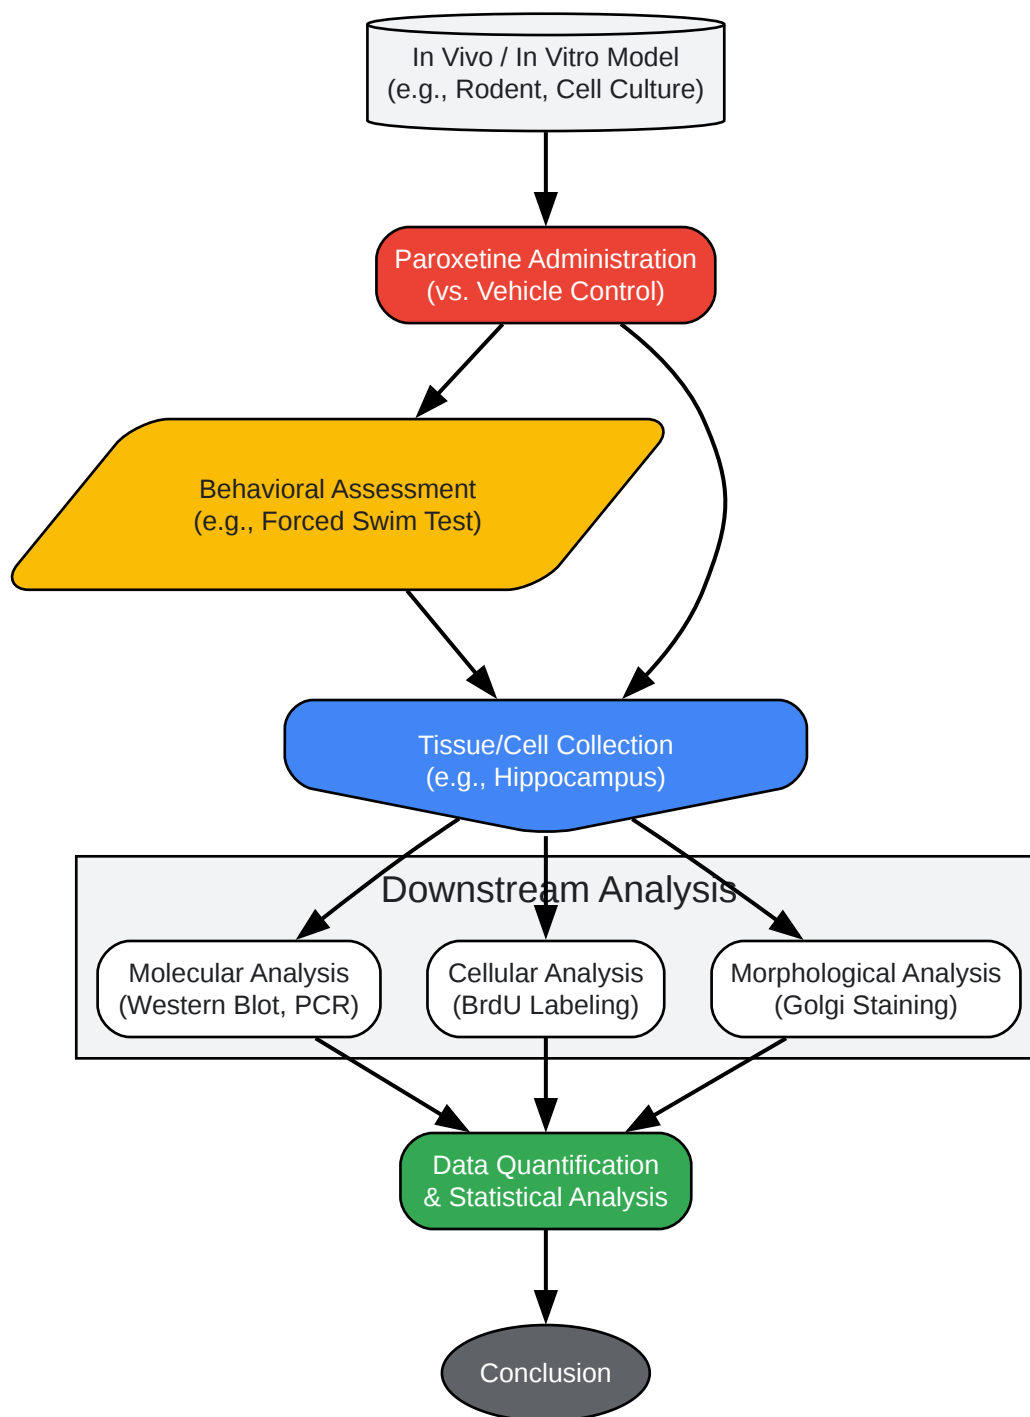 In Vivo / In Vitro Model
(e.g., Rodent, Cell Culture)
Paroxetine Administration
(vs. Vehicle Control)
Behavioral Assessment
(e.g., Forced Swim Test)
Tissue/Cell Collection
(e.g., Hippocampus)
Downstream Analysis
Molecular Analysis
(Western Blot, PCR)
Cellular Analysis
(BrdU Labeling)
Morphological Analysis
(Golgi Staining)
Data Quantification
& Statistical Analysis
Conclusion